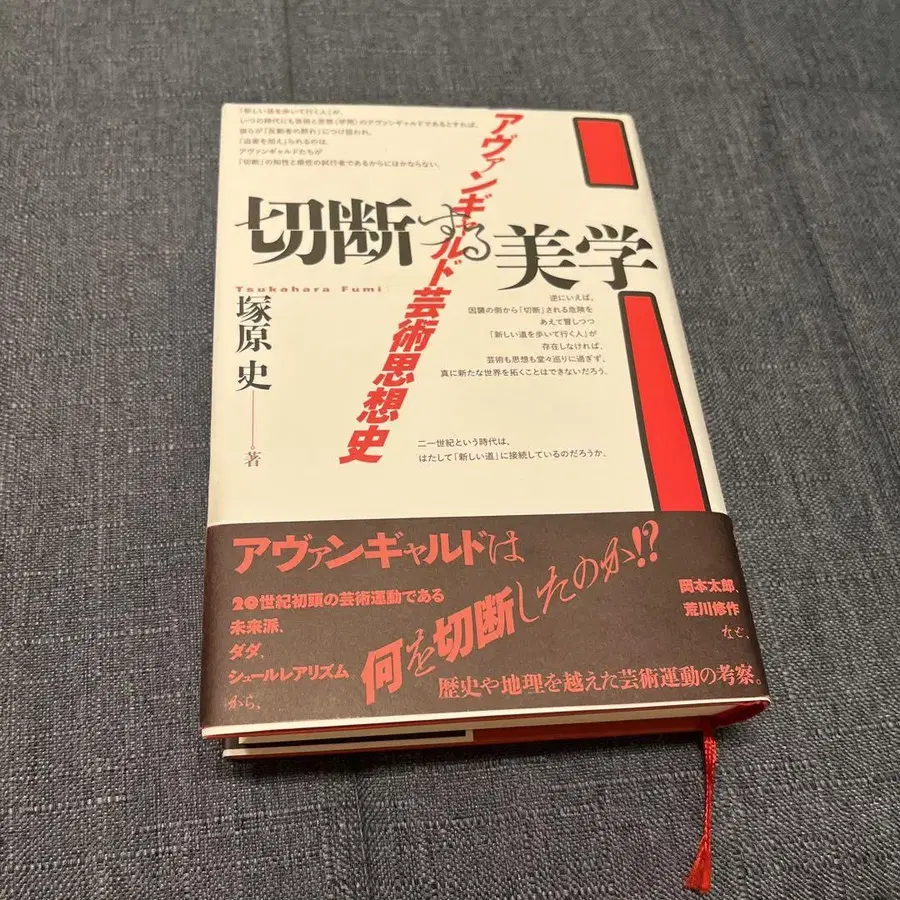 「新しい道を歩いて行く人」が、
いつの時代にも芸術と思想(学問)のアヴァンギャルドであるとすれば、
彼らが「反動者の群れ」につけ狙われ、
「迫害を加え」られるのは、
アヴァンギャルドたちが
「切断」の知性と感性の試行者であるからにほかならない。
アヴァンギャルド芸術思想史
切断する美学
Tsukahara Fumi
塚原史
著
逆にいえば、
因襲の側から「切断」される危険を
あえて冒しつつ
「新しい道を歩いて行く人」が
存在しなければ、
芸術も思想も堂々巡りに過ぎず、
真に新たな世界を拓くことはできないだろう。
二一世紀という時代は、
はたして「新しい道」に接続しているのだろうか。
アヴァンギャルドは
何を切断したのか!?
20世紀初頭の芸術運動である
未来派、
ダダ、
シュールレアリズム
から、
岡本太郎、
荒川修作
など、
歴史や地理を越えた芸術運動の考察。